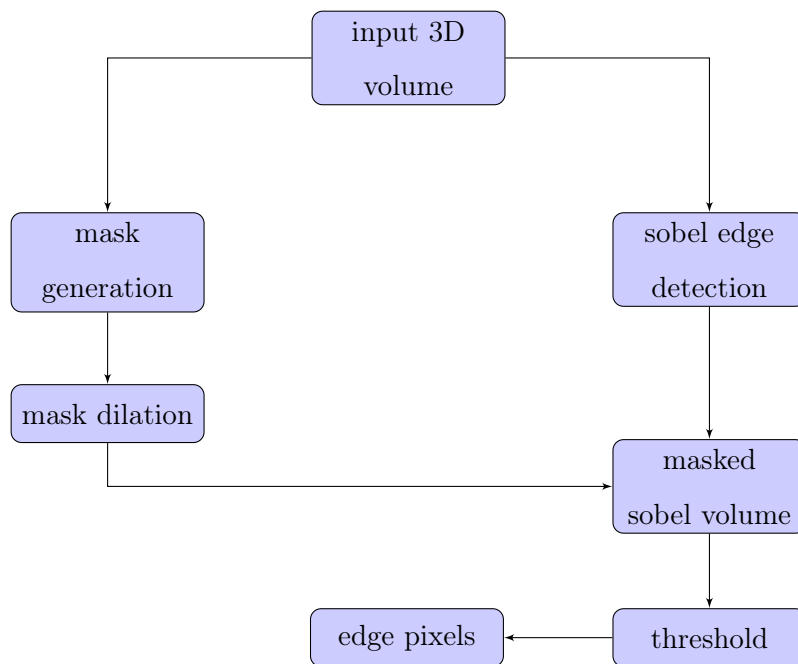 input 3D
volume
mask
generation
sobel edge
detection
mask dilation
masked
sobel volume
edge pixels
threshold